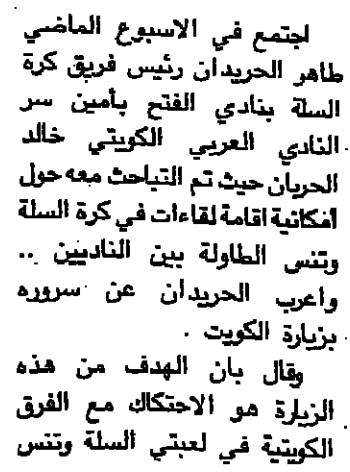 اجتمع في الاسبوع الماضي
طاهر الحريدان رئيس فريق كرة
السلة بنادي الفتح بأمين سر
النادي العربي الكويتي خالد
الحربان حيث تم التباحث معه حول
أمكانية اقامة لقاءات في كرة السلة
وتنس الطاولة بين الناديين ..
واعرب الحريدان عن سروره
بزيارة الكويت .
وقال بان الهدف من هذه
الزيارة هو الاحتكاك مع الفرق
الكويتية في لعبتي السلة وتنس